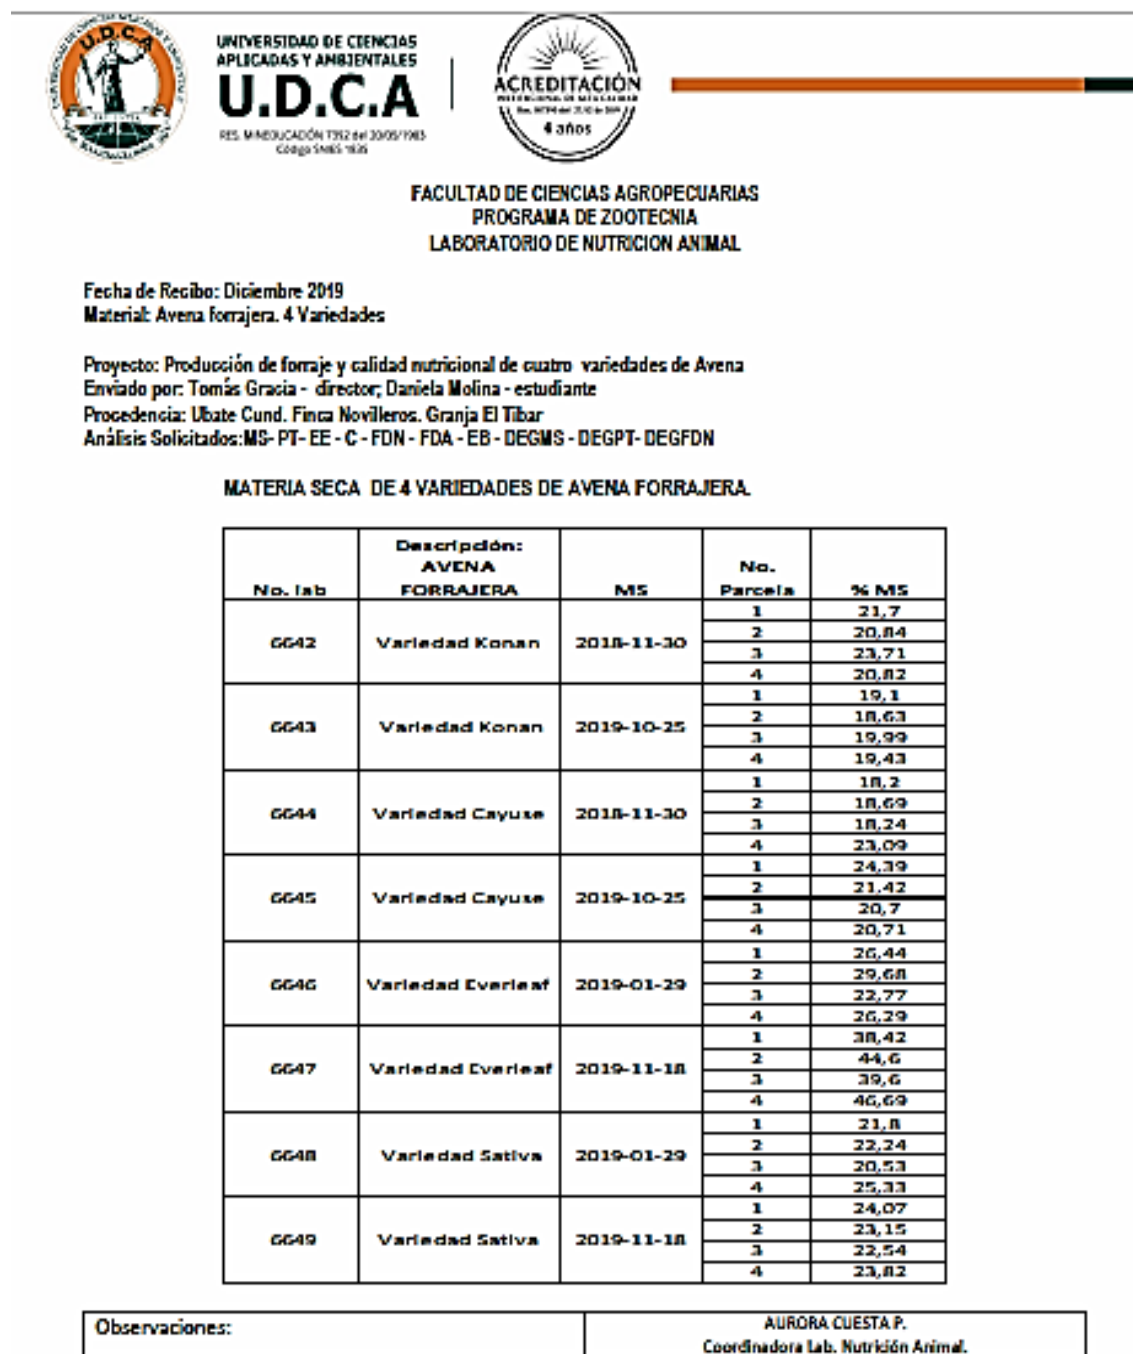 U.D.C.A
UNIVERSIDAD DE CIENCIAS
APLICADAS Y AMBIENTALES
U.D.C.A
RES. MINEDUCACIÓN 7392 del 20/05/1983
Código SNIES 1835
ACREDITACIÓN
4 años
FACULTAD DE CIENCIAS AGROPECUARIAS
PROGRAMA DE ZOOTECNIA
LABORATORIO DE NUTRICION ANIMAL
Fecha de Recibo: Diciembre 2019
Material: Avena forrajera. 4 Variedades
Proyecto: Producción de forraje y calidad nutricional de cuatro variedades de Avena
Enviado por: Tomás Gracia - director; Daniela Molina - estudiante
Procedencia: Ubate Cund. Finca Novilleros. Granja El Tibar
Análisis Solicitados:MS- PT- EE - C - FDN - FDA - EB - DEGMS - DEGPT- DEGFDN
MATERIA SECA DE 4 VARIEDADES DE AVENA FORRAJERA.
No. lab Descripción: AVENA FORRAJERA MS No. Parcela % MS
6642 Variedad Konan 2018-11-30
1 21,7
2 20,84
3 23,71
4 20,82
6643 Variedad Konan 2019-10-25
1 19,1
2 18,63
3 19,99
4 19,43
6644 Variedad Cayuse 2018-11-30
1 18,2
2 18,69
3 18,24
4 23,09
6645 Variedad Cayuse 2019-10-25
1 24,39
2 21,42
3 20,7
4 20,71
6646 Variedad Everleaf 2019-01-29
1 26,44
2 29,68
3 22,77
4 26,29
6647 Variedad Everleaf 2019-11-18
1 38,42
2 44,6
3 39,6
4 46,69
6648 Variedad Sativa 2019-01-29
1 21,8
2 22,24
3 20,53
4 25,33
6649 Variedad Sativa 2019-11-18
1 24,07
2 23,15
3 22,54
4 23,82
Observaciones:
AURORA CUESTA P.
Coordinadora Lab. Nutrición Animal.